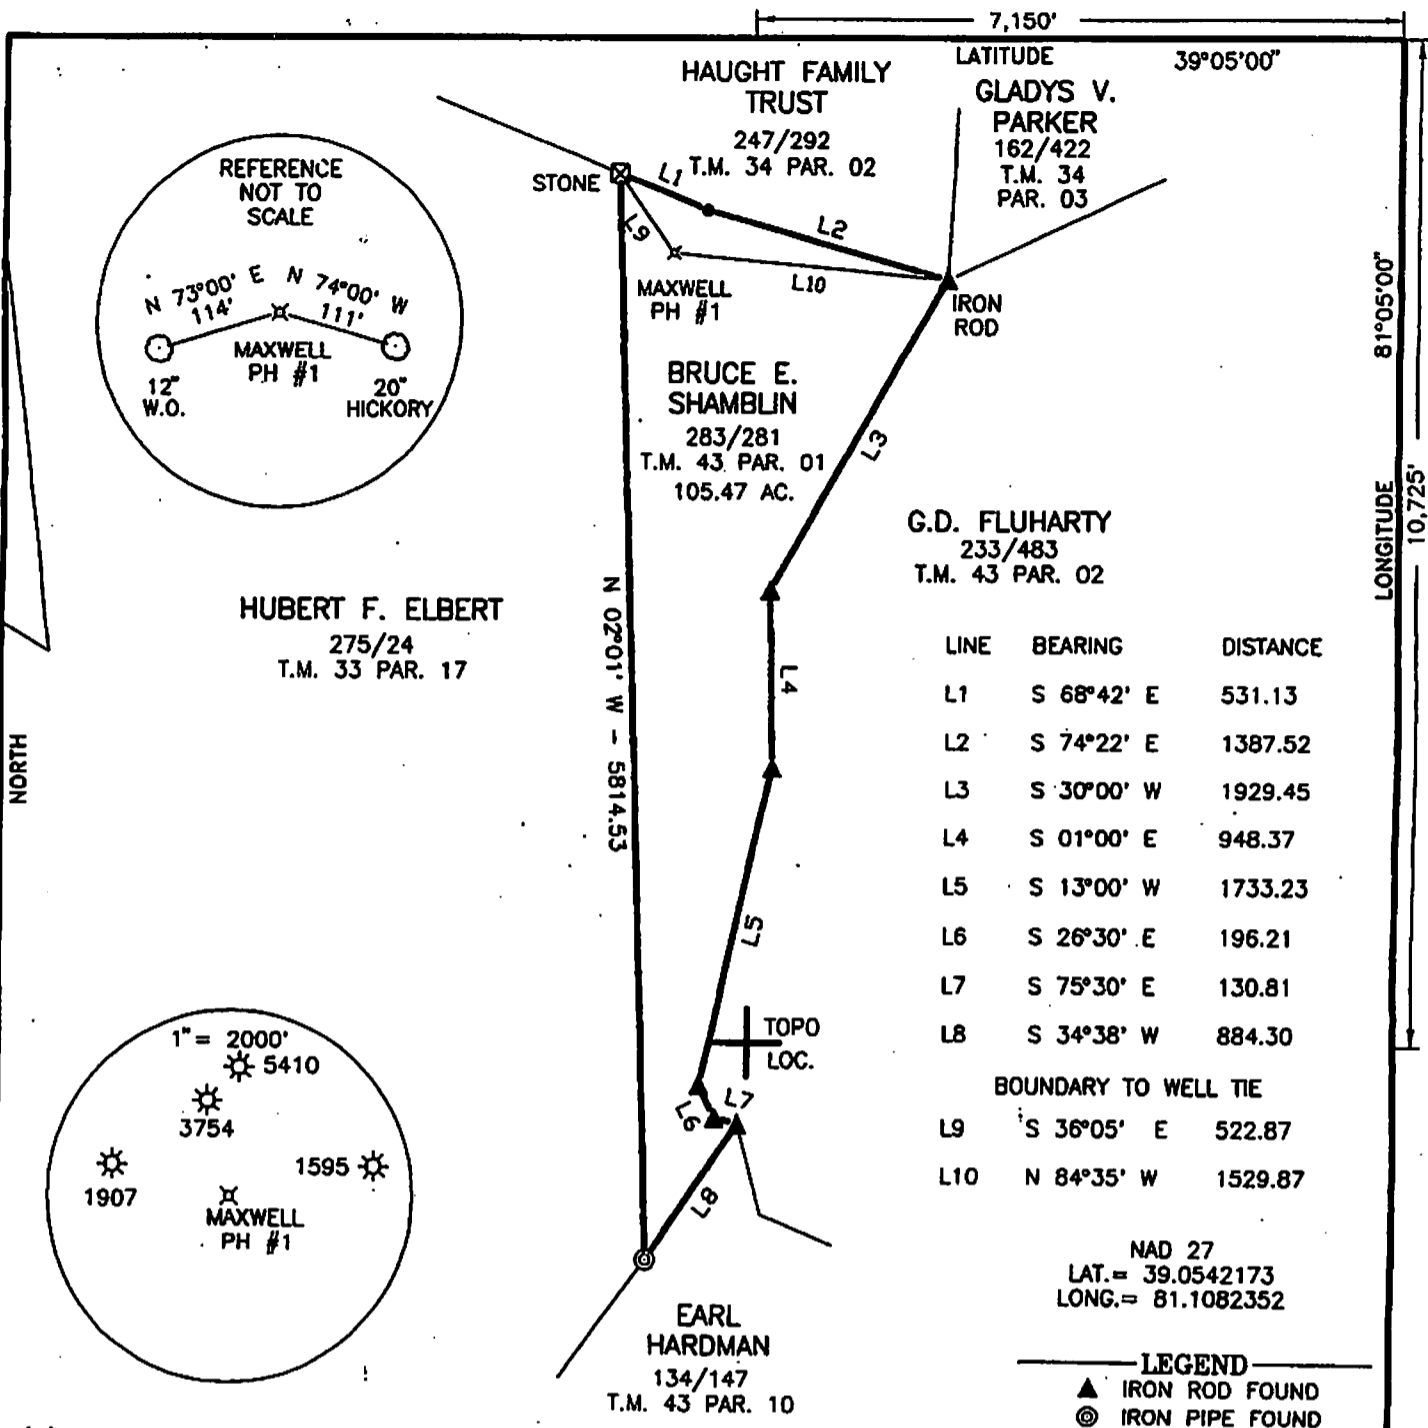 7,150'
LATITUDE 39°05'00"
HAUGHT FAMILY
TRUST
247/292
T.M. 34 PAR. 02
GLADYS V.
PARKER
162/422
T.M. 34
PAR. 03
STONE
L1
L2
L9
L10
MAXWELL
PH #1
IRON
ROD
REFERENCE
NOT TO
SCALE
N 73°00' E
114'
N 74°00' W
111'
MAXWELL
PH #1
12"
W.O.
20"
HICKORY
81°05'00"
LONGITUDE
10,725'
BRUCE E.
SHAMBLIN
283/281
T.M. 43 PAR. 01
105.47 AC.
L3
G.D. FLUHARTY
233/483
T.M. 43 PAR. 02
HUBERT F. ELBERT
275/24
T.M. 33 PAR. 17
N 02°01' W - 5814.53
L4
NORTH
LINE BEARING DISTANCE
L1 S 68°42' E 531.13
L2 S 74°22' E 1387.52
L3 S 30°00' W 1929.45
L4 S 01°00' E 948.37
L5 S 13°00' W 1733.23
L6 S 26°30' E 196.21
L7 S 75°30' E 130.81
L8 S 34°38' W 884.30
BOUNDARY TO WELL TIE
L9 S 36°05' E 522.87
L10 N 84°35' W 1529.87
L5
TOPO
LOC.
L6
L7
L8
1" = 2000'
5410
3754
1595
1907
MAXWELL
PH #1
NAD 27
LAT.= 39.0542173
LONG.= 81.1082352
EARL
HARDMAN
134/147
T.M. 43 PAR. 10
LEGEND
IRON ROD FOUND
IRON PIPE FOUND